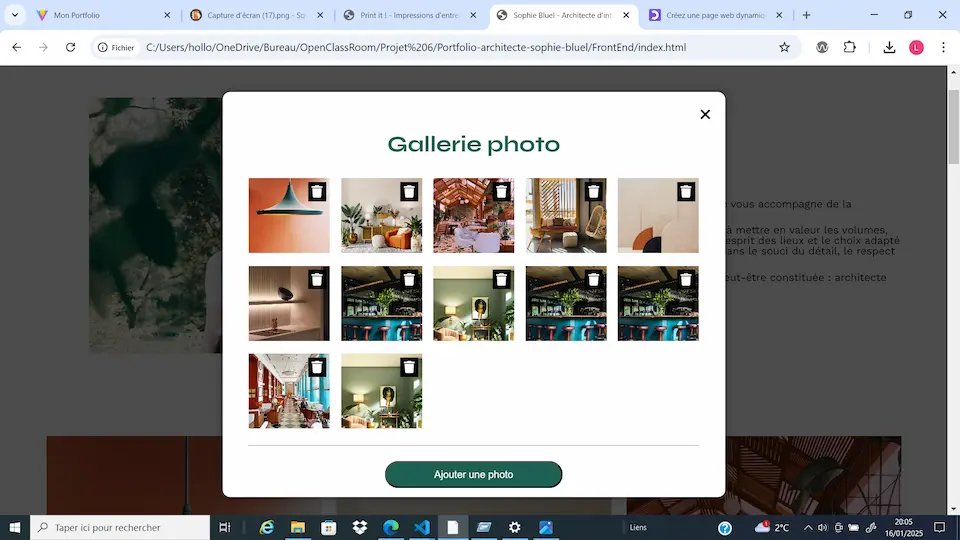 Mon Portfolio
Capture d'écran (17).png - Sc
Print it ! - Impressions d'entre
Sophie Bluel - Architecte d'int
Créez une page web dynamiq
Fichier
C:/Users/hollo/OneDrive/Bureau/OpenClassRoom/Projet%206/Portfolio-architecte-sophie-bluel/FrontEnd/index.html
L
Gallerie photo
vous accompagne de la
à mettre en valeur les volumes,
esprit des lieux et le choix adapté
ans le souci du détail, le respect
eut-être constituée : architecte
Ajouter une photo
Taper ici pour rechercher
Liens
1
2°C
20:05
16/01/2025